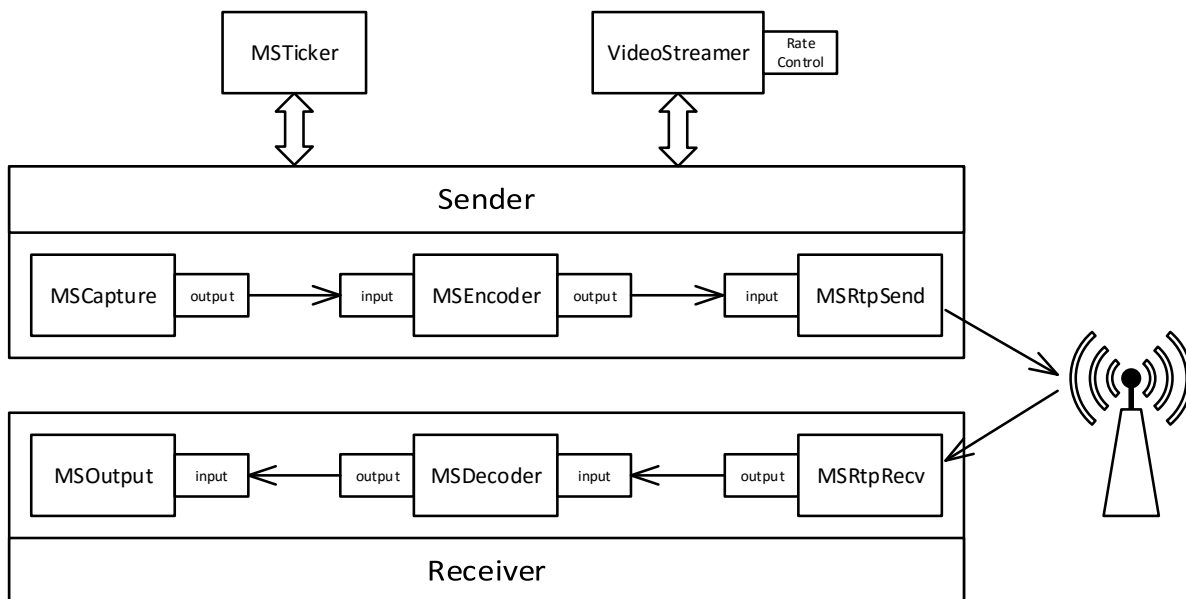 MSTicker
VideoStreamer
Rate
Control
Sender
MSCapture
output
input
MSEncoder
output
input
MSRtpSend
MSOutput
input
output
MSDecoder
input
output
MSRtpRecv
Receiver